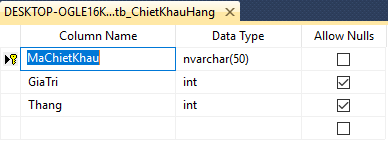 DESKTOP-OGLE16K...tb_ChietKhauHang
Column Name Data Type Allow Nulls
MaChietKhau nvarchar(50)
GiaTri int
Thang int